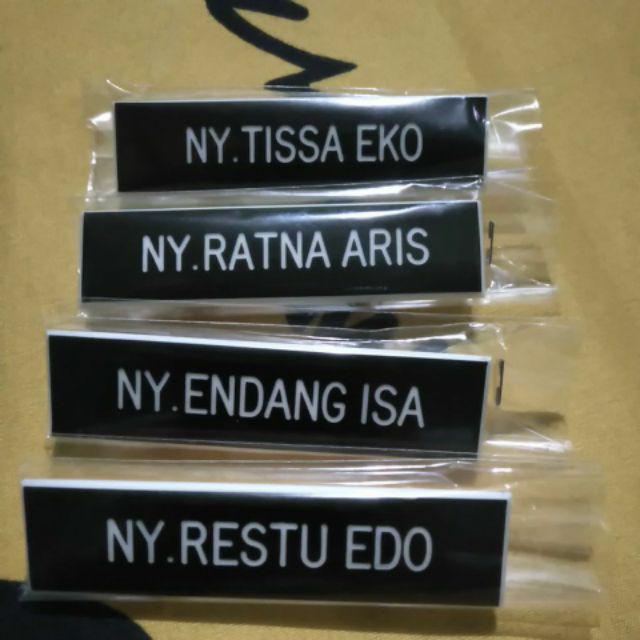 NY.TISSA EKO
NY.RATNA ARIS
NY.ENDANG ISA
NY.RESTU EDO